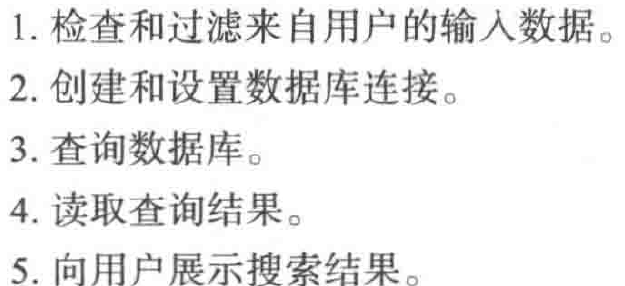 1. 检查和过滤来自用户的输入数据。
2. 创建和设置数据库连接。
3. 查询数据库。
4. 读取查询结果。
5. 向用户展示搜索结果。